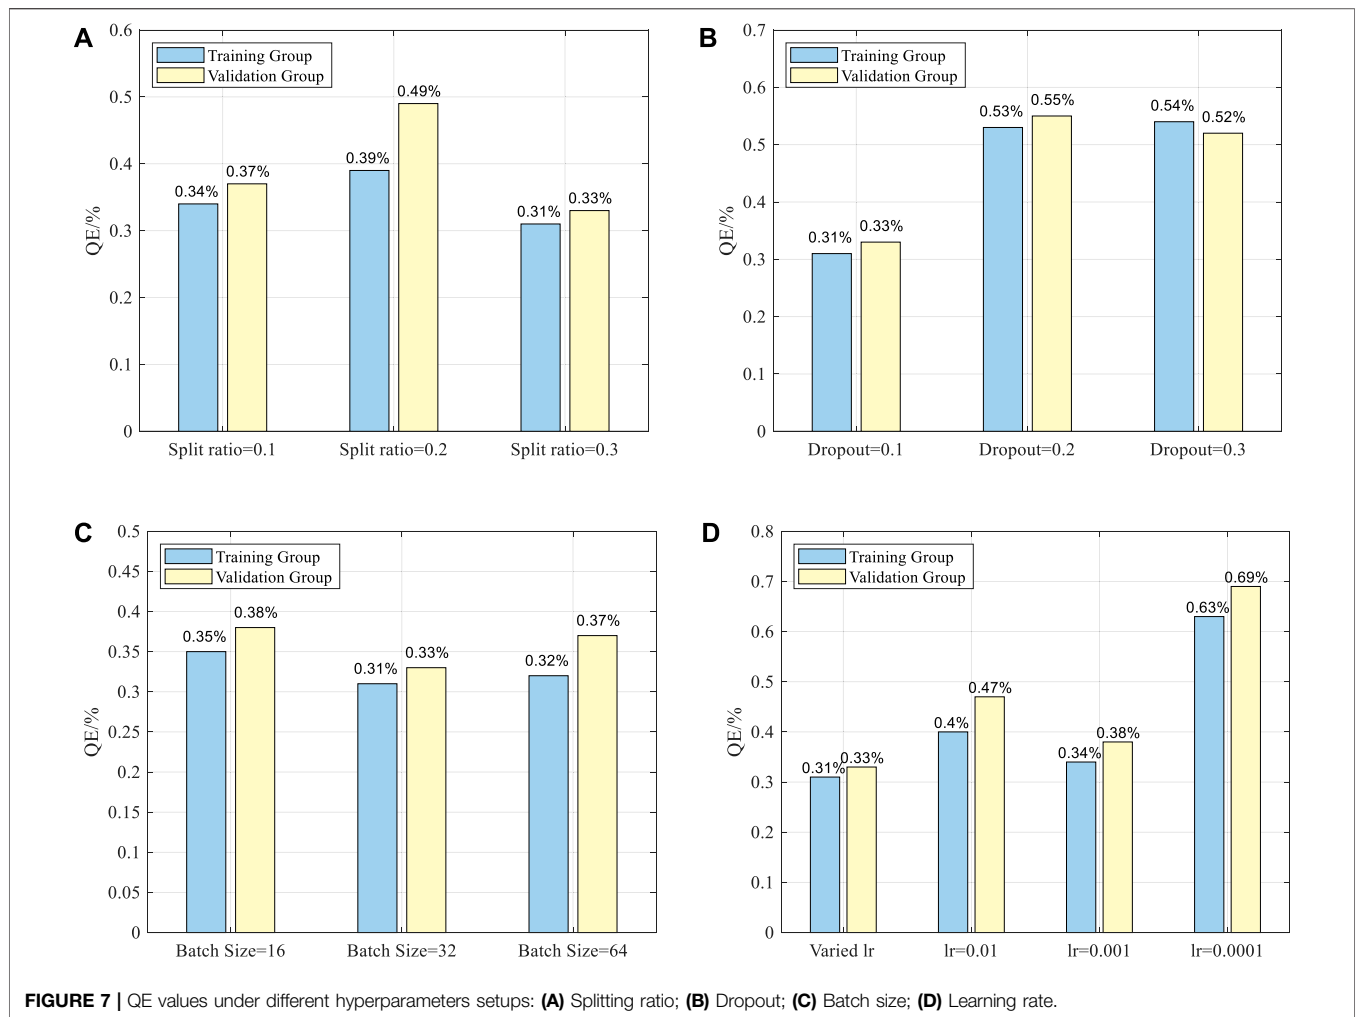 A
0.6
0.5
0.4
0.3
0.2
0.1
0
QE/%
Training Group
Validation Group
0.34%
0.37%
0.39%
0.49%
0.31%
0.33%
Split ratio=0.1
Split ratio=0.2
Split ratio=0.3
B
0.7
0.6
0.5
0.4
0.3
0.2
0.1
0
QE/%
Training Group
Validation Group
0.31%
0.33%
0.53%
0.55%
0.54%
0.52%
Dropout=0.1
Dropout=0.2
Dropout=0.3
C
0.5
0.45
0.4
0.35
0.3
0.25
0.2
0.15
0.1
0.05
0
QE/%
Training Group
Validation Group
0.35%
0.38%
0.31%
0.33%
0.32%
0.37%
Batch Size=16
Batch Size=32
Batch Size=64
D
0.8
0.7
0.6
0.5
0.4
0.3
0.2
0.1
0
QE/%
Training Group
Validation Group
0.31%
0.33%
0.4%
0.47%
0.34%
0.38%
0.63%
0.69%
Varied lr
lr=0.01
lr=0.001
lr=0.0001
FIGURE 7 | QE values under different hyperparameters setups: (A) Splitting ratio; (B) Dropout; (C) Batch size; (D) Learning rate.